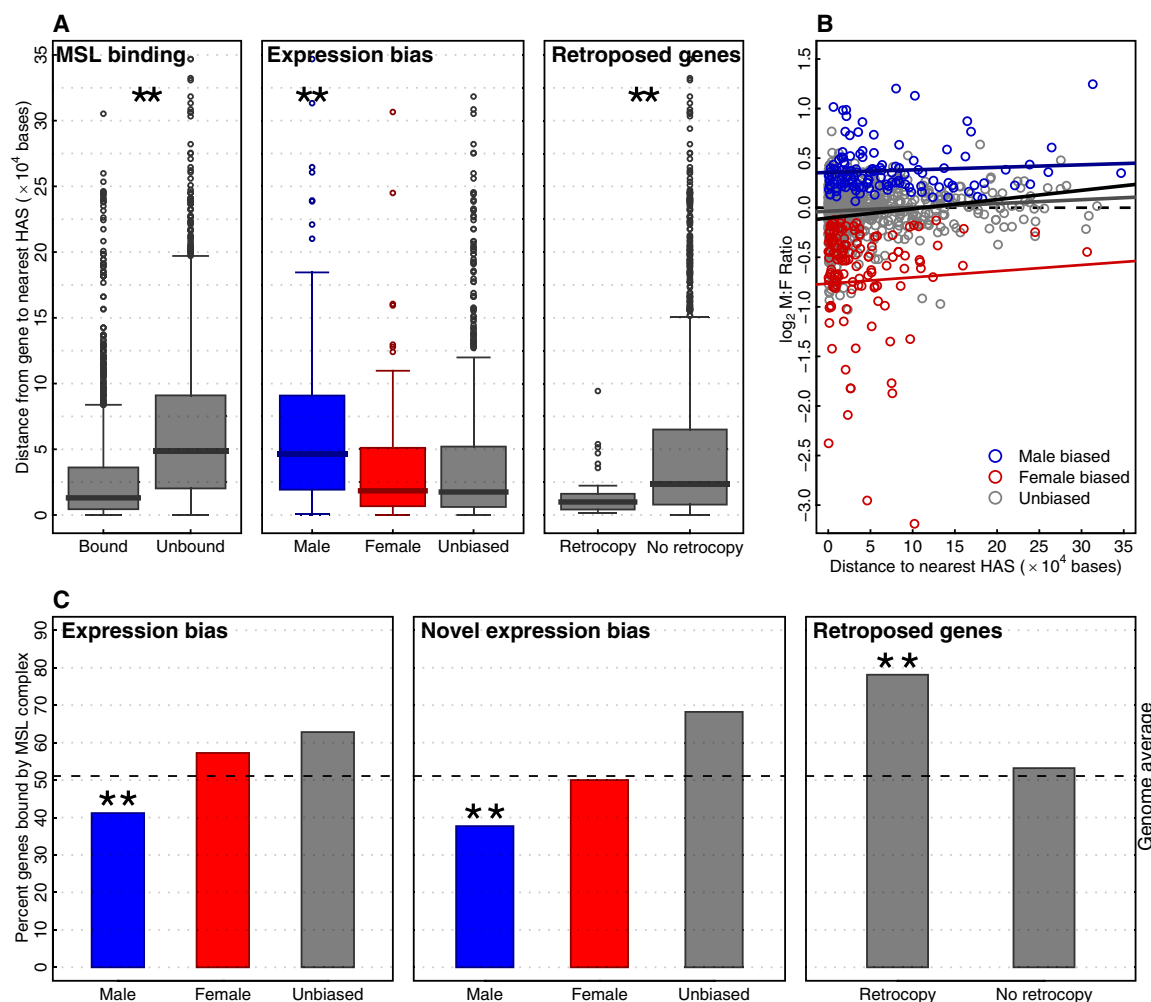 A
MSL binding
Expression bias
Retroposed genes
**
**
**
Distance from gene to nearest HAS ( × 10⁴ bases)
0
5
10
15
20
25
30
35
Bound
Unbound
Male
Female
Unbiased
Retrocopy
No retrocopy
B
log₂ M:F Ratio
1.5
1.0
0.5
0.0
−0.5
−1.0
−1.5
−2.0
−2.5
−3.0
Male biased
Female biased
Unbiased
0
5
10
15
20
25
30
35
Distance to nearest HAS ( × 10⁴ bases)
C
Expression bias
Novel expression bias
Retroposed genes
**
**
**
Percent genes bound by MSL complex
0
10
20
30
40
50
60
70
80
90
Genome average
Male
Female
Unbiased
Male
Female
Unbiased
Retrocopy
No retrocopy